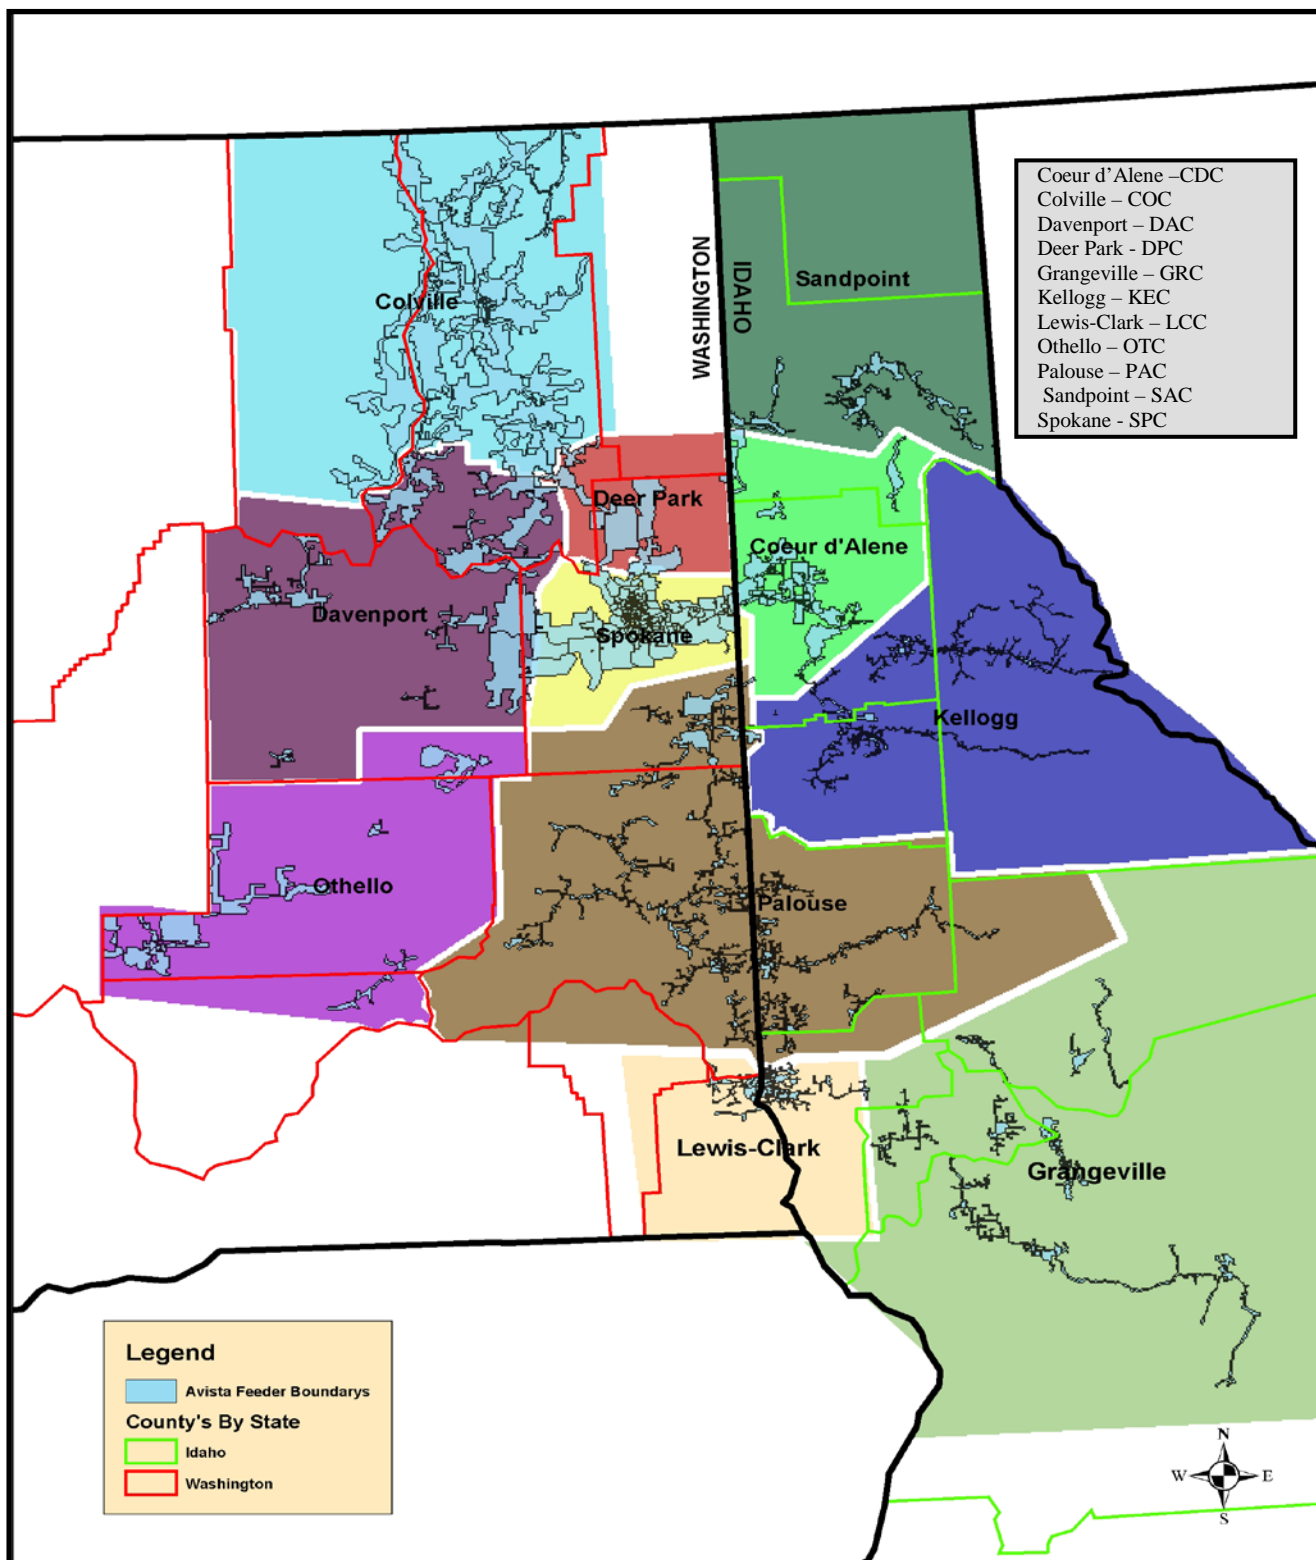 Coeur d'Alene –CDC
Colville – COC
Davenport – DAC
Deer Park - DPC
Grangeville – GRC
Kellogg – KEC
Lewis-Clark – LCC
Othello – OTC
Palouse – PAC
Sandpoint – SAC
Spokane - SPC
WASHINGTON
IDAHO
Sandpoint
Colville
Deer Park
Coeur d'Alene
Davenport
Spokane
Kellogg
Othello
Palouse
Lewis-Clark
Grangeville
Legend
Avista Feeder Boundarys
County's By State
Idaho
Washington
N
W E
S